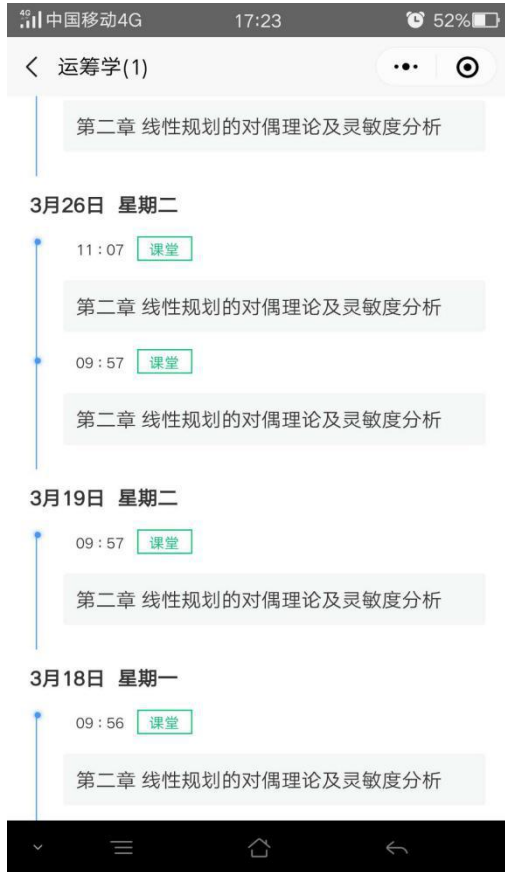 4G 中国移动4G 17:23 52%
运筹学(1)
第二章 线性规划的对偶理论及灵敏度分析
3月26日 星期二
11:07 课堂
第二章 线性规划的对偶理论及灵敏度分析
09:57 课堂
第二章 线性规划的对偶理论及灵敏度分析
3月19日 星期二
09:57 课堂
第二章 线性规划的对偶理论及灵敏度分析
3月18日 星期一
09:56 课堂
第二章 线性规划的对偶理论及灵敏度分析